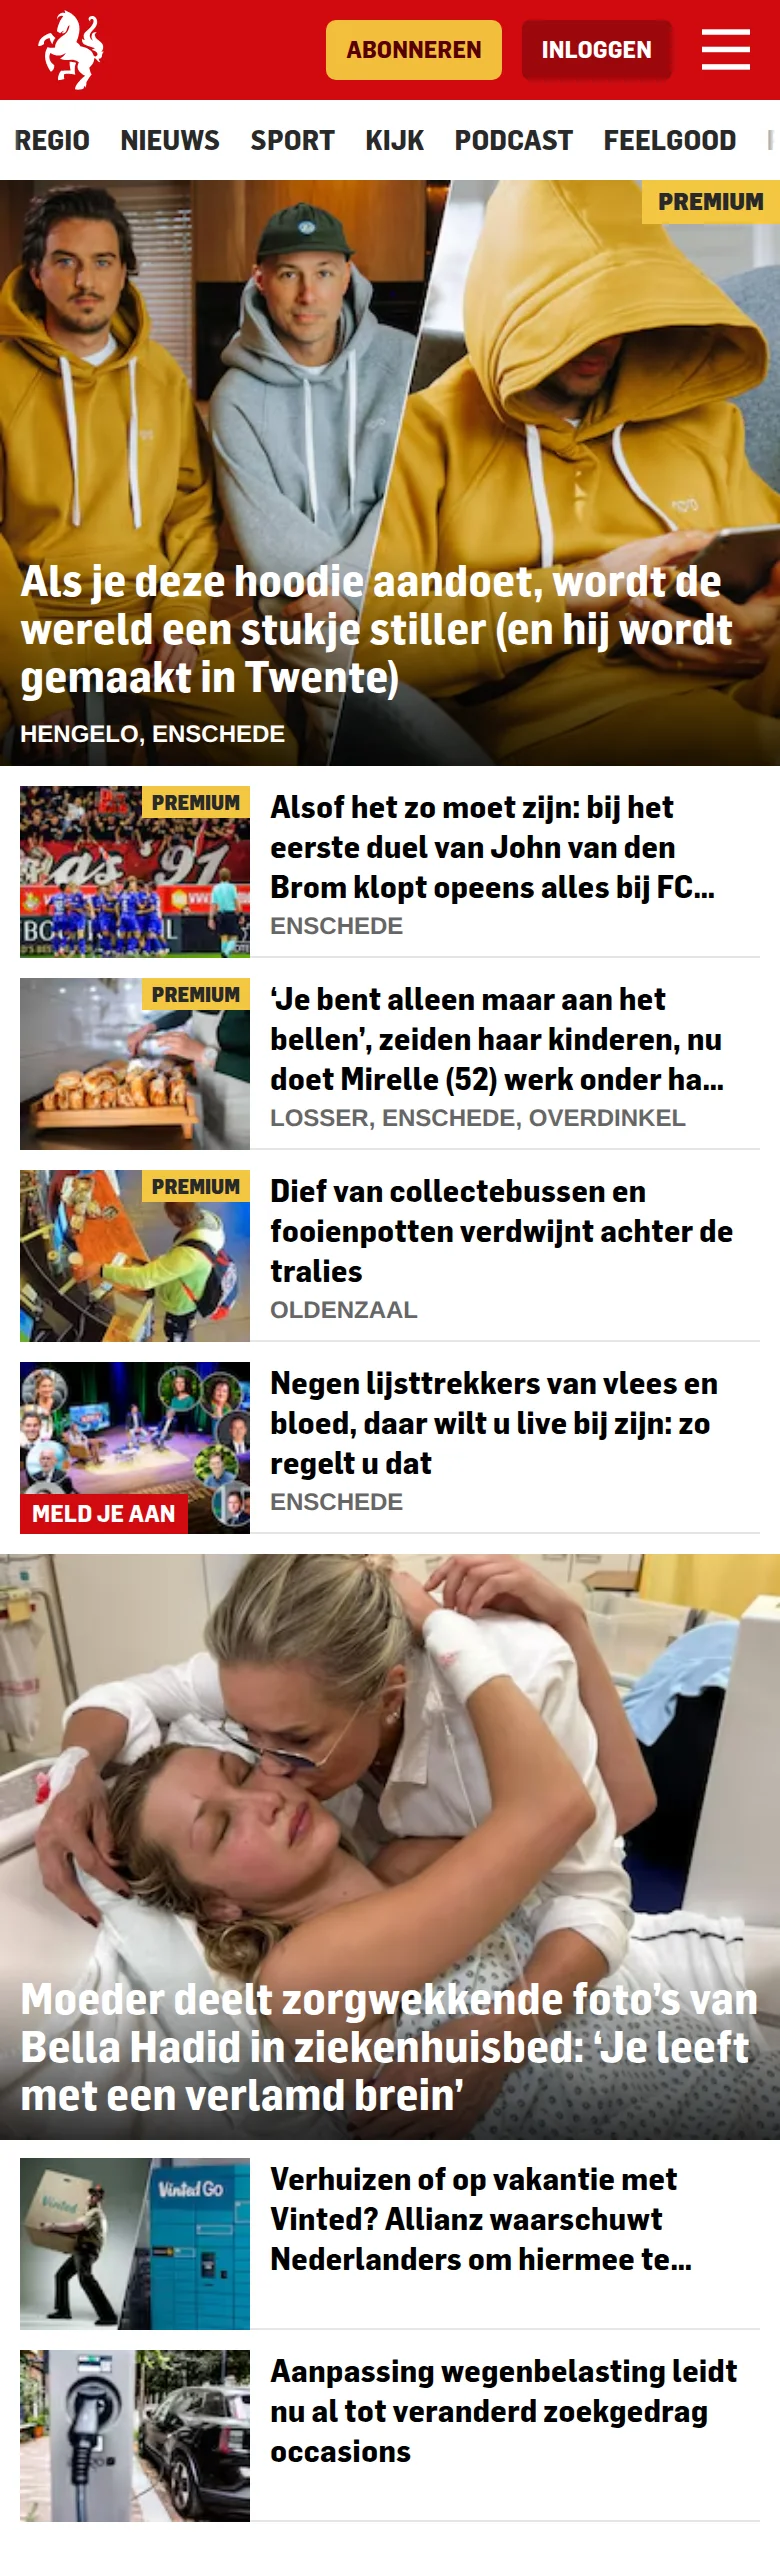 ABONNEREN
INLOGGEN
REGIO NIEUWS SPORT KIJK PODCAST FEELGOOD
PREMIUM
Als je deze hoodie aandoet, wordt de
wereld een stukje stiller (en hij wordt
gemaakt in Twente)
HENGELO, ENSCHEDE
PREMIUM
Alsof het zo moet zijn: bij het
eerste duel van John van den
Brom klopt opeens alles bij FC...
ENSCHEDE
PREMIUM
‘Je bent alleen maar aan het
bellen’, zeiden haar kinderen, nu
doet Mirelle (52) werk onder ha...
LOSSER, ENSCHEDE, OVERDINKEL
PREMIUM
Dief van collectebussen en
fooienpotten verdwijnt achter de
tralies
OLDENZAAL
MELD JE AAN
Negen lijsttrekkers van vlees en
bloed, daar wilt u live bij zijn: zo
regelt u dat
ENSCHEDE
Moeder deelt zorgwekkende foto’s van
Bella Hadid in ziekenhuisbed: ‘Je leeft
met een verlamd brein’
Vinted
Vinted Go
Verhuizen of op vakantie met
Vinted? Allianz waarschuwt
Nederlanders om hiermee te...
Aanpassing wegenbelasting leidt
nu al tot veranderd zoekgedrag
occasions